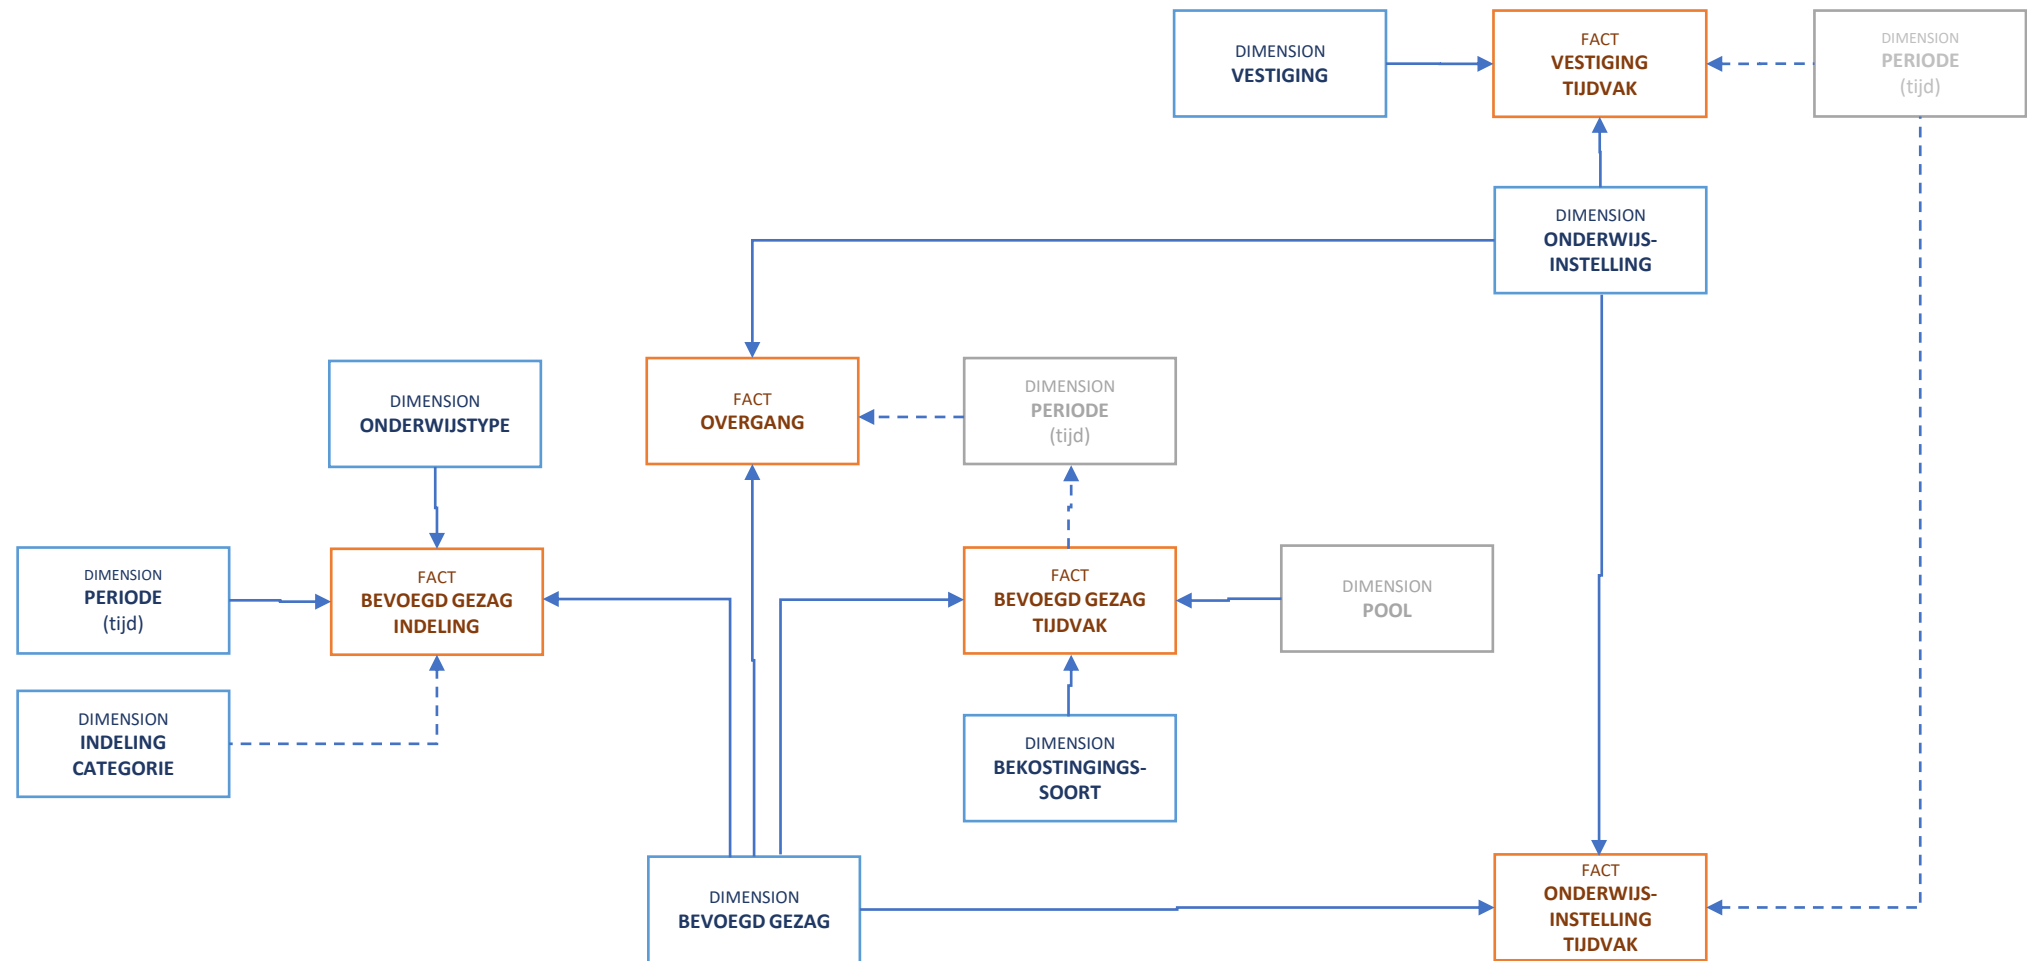 DIMENSION
VESTIGING
FACT
VESTIGING
TIJDVAK
DIMENSION
PERIODE
(tijd)
DIMENSION
ONDERWIJS-
INSTELLING
DIMENSION
ONDERWIJSTYPE
FACT
OVERGANG
DIMENSION
PERIODE
(tijd)
DIMENSION
PERIODE
(tijd)
FACT
BEVOEGD GEZAG
INDELING
FACT
BEVOEGD GEZAG
TIJDVAK
DIMENSION
POOL
DIMENSION
INDELING
CATEGORIE
DIMENSION
BEKOSTINGINGS-
SOORT
DIMENSION
BEVOEGD GEZAG
FACT
ONDERWIJS-
INSTELLING
TIJDVAK